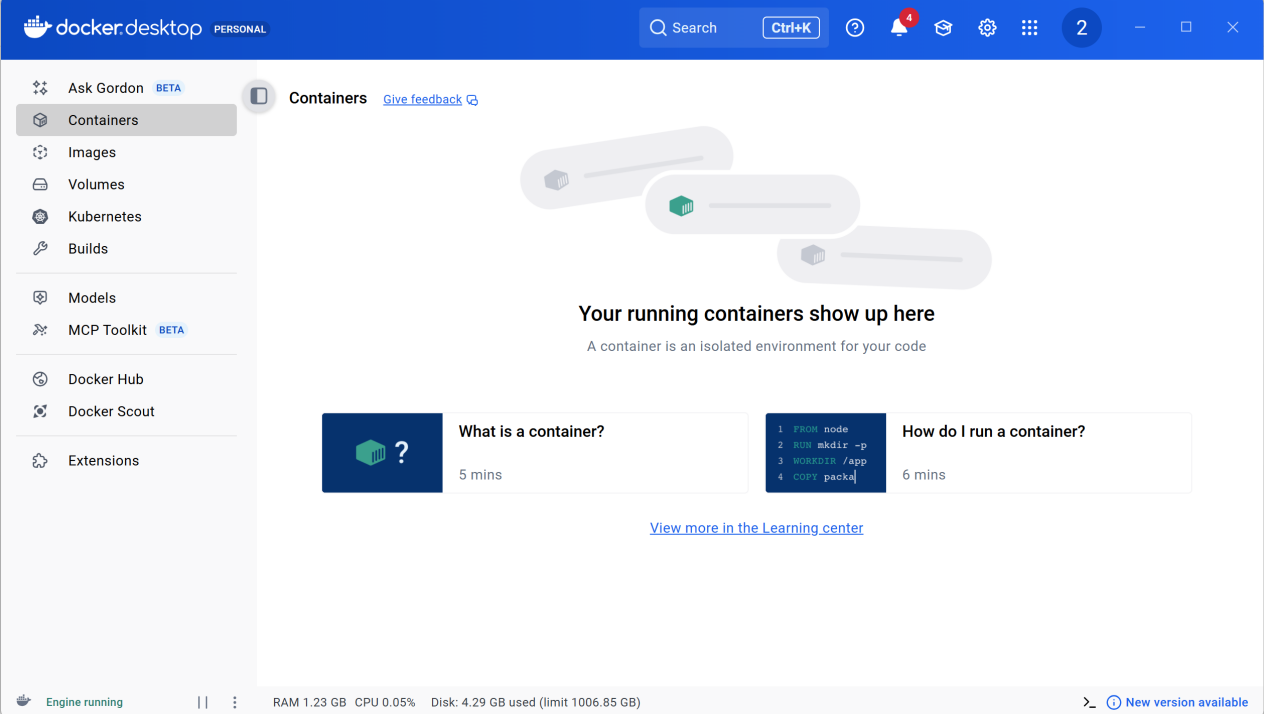 docker.desktop PERSONAL
Search Ctrl+K
4
2
Ask Gordon BETA
Containers
Images
Volumes
Kubernetes
Builds
Models
MCP Toolkit BETA
Docker Hub
Docker Scout
Extensions
Containers Give feedback
Your running containers show up here
A container is an isolated environment for your code
?
What is a container?
5 mins
1 FROM node
2 RUN mkdir -p
3 WORKDIR /app
4 COPY packa
How do I run a container?
6 mins
View more in the Learning center
Engine running
RAM 1.23 GB CPU 0.05% Disk: 4.29 GB used (limit 1006.85 GB)
New version available